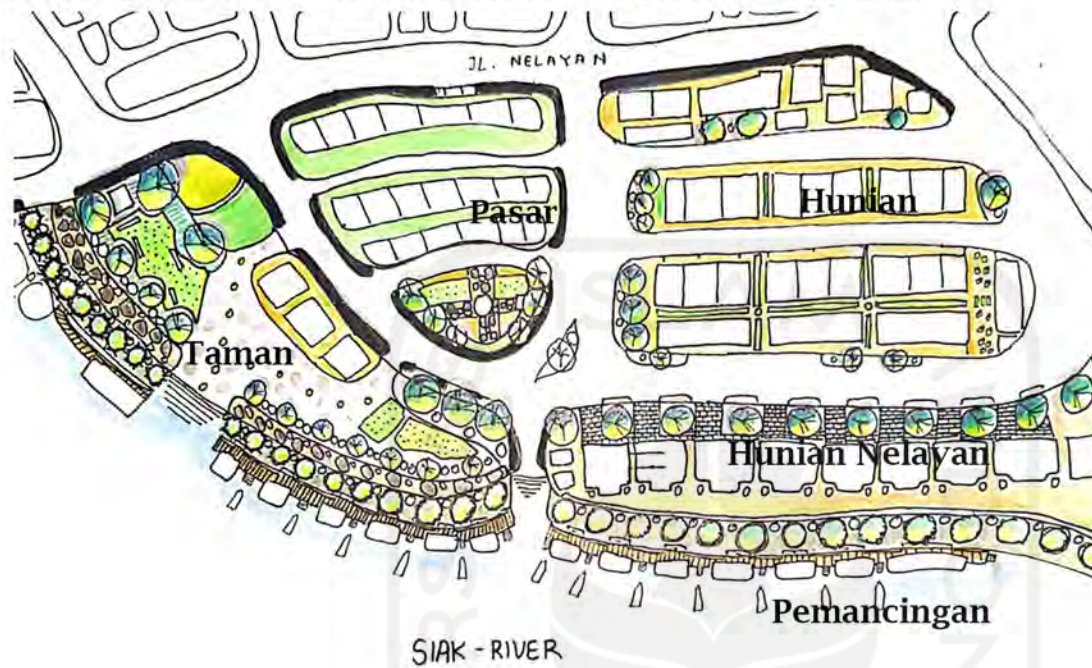 JL. NELAYAN
Pasar
Hunian
Taman
Hunian Nelayan
Pemancingan
SIAK - RIVER